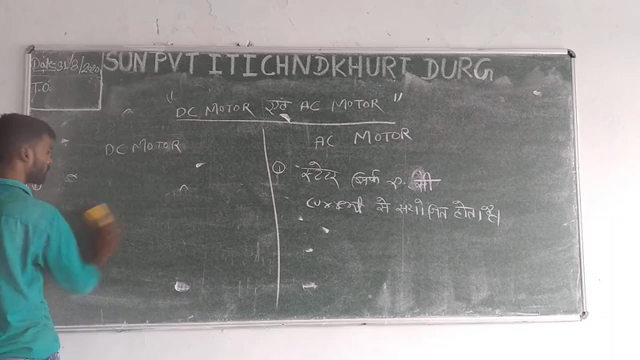 Date 31/8/2020
SUN PVT ITI CHNDKHURI DURG
T.O.
"DC MOTOR एवं AC MOTOR"
DC MOTOR
AC MOTOR
① स्टेटर
से संयोजित होता है।